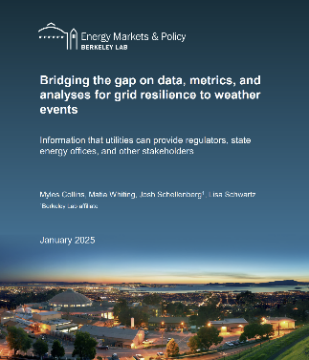 Energy Markets & Policy
BERKELEY LAB
Bridging the gap on data, metrics, and
analyses for grid resilience to weather
events
Information that utilities can provide regulators, state
energy offices, and other stakeholders
Myles Collins, Matia Whiting, Josh Schellenberg¹, Lisa Schwartz
¹Berkeley Lab affiliate
January 2025